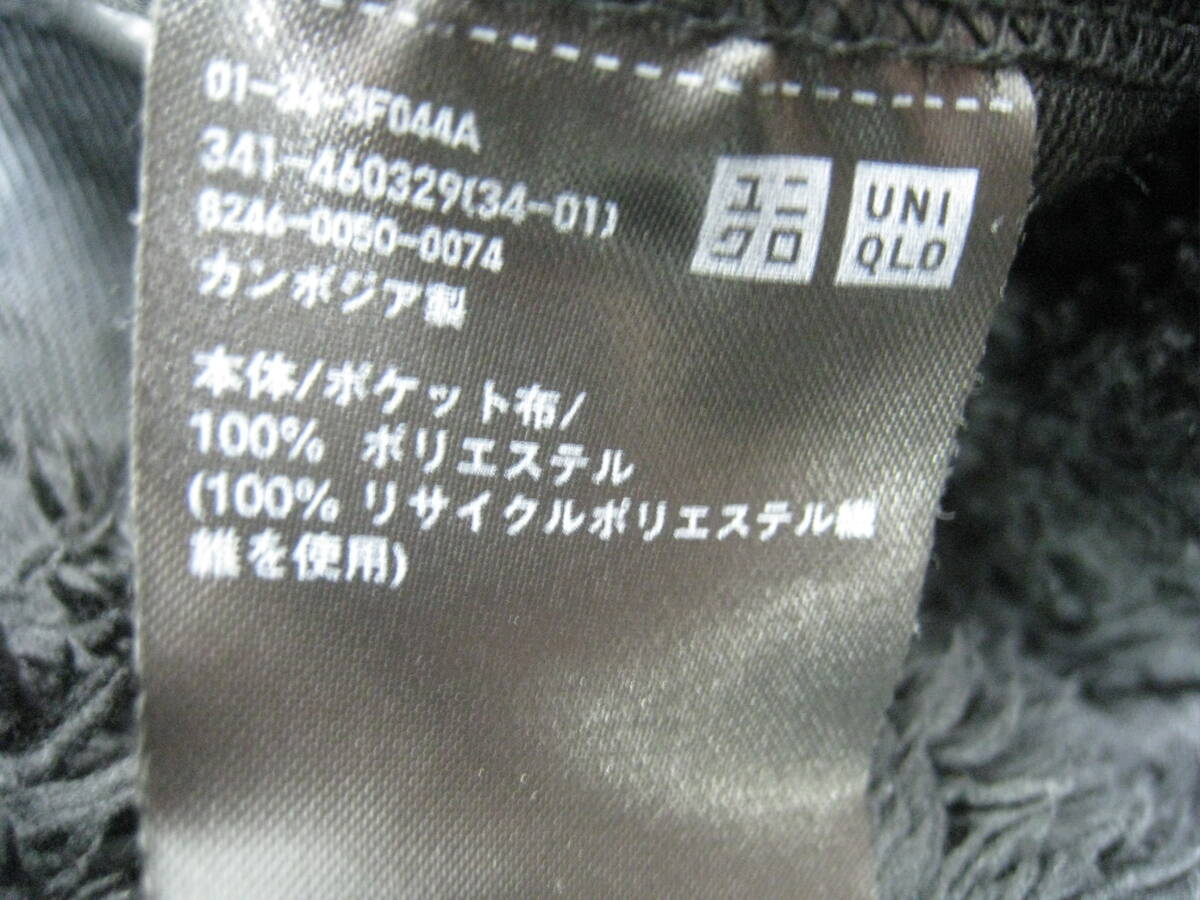 01-34-3F044A
341-460329(34-01)
8246-0050-0074
カンボジア製
ユニ
クロ
UNI
QLO
本体/ポケット布/
100% ポリエステル
(100% リサイクルポリエステル繊
維を使用)